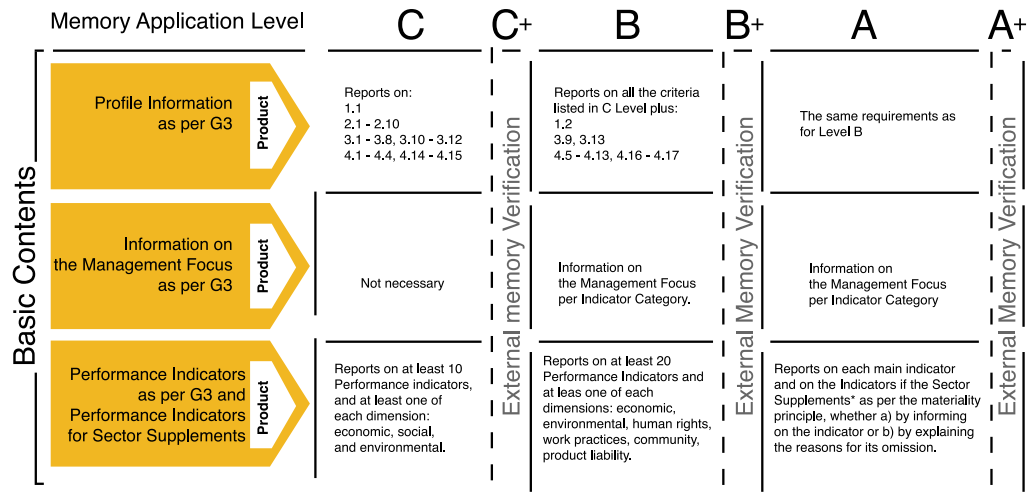 Memory Application Level
C
C+
B
B+
A
A+
Basic Contents
Profile Information
as per G3
Product
Reports on:
1.1
2.1 - 2.10
3.1 - 3.8, 3.10 - 3.12
4.1 - 4.4, 4.14 - 4.15
External memory Verification
Reports on all the criteria
listed in C Level plus:
1.2
3.9, 3.13
4.5 - 4.13, 4.16 - 4.17
External Memory Verification
The same requirements as
for Level B
External Memory Verification
Information on
the Management Focus
as per G3
Product
Not necessary
Information on
the Management Focus
per Indicator Category.
Information on
the Management Focus
per Indicator Category
Performance Indicators
as per G3 and
Performance Indicators
for Sector Supplements
Product
Reports on at least 10
Performance indicators,
and at least one of
each dimension:
economic, social,
and environmental.
Reports on at least 20
Performance Indicators and
at leas one of each
dimensions: economic,
environmental, human rights,
work practices, community,
product liability.
Reports on each main indicator
and on the Indicators if the Sector
Supplements* as per the materiality
principle, whether a) by informing
on the indicator or b) by explaining
the reasons for its omission.